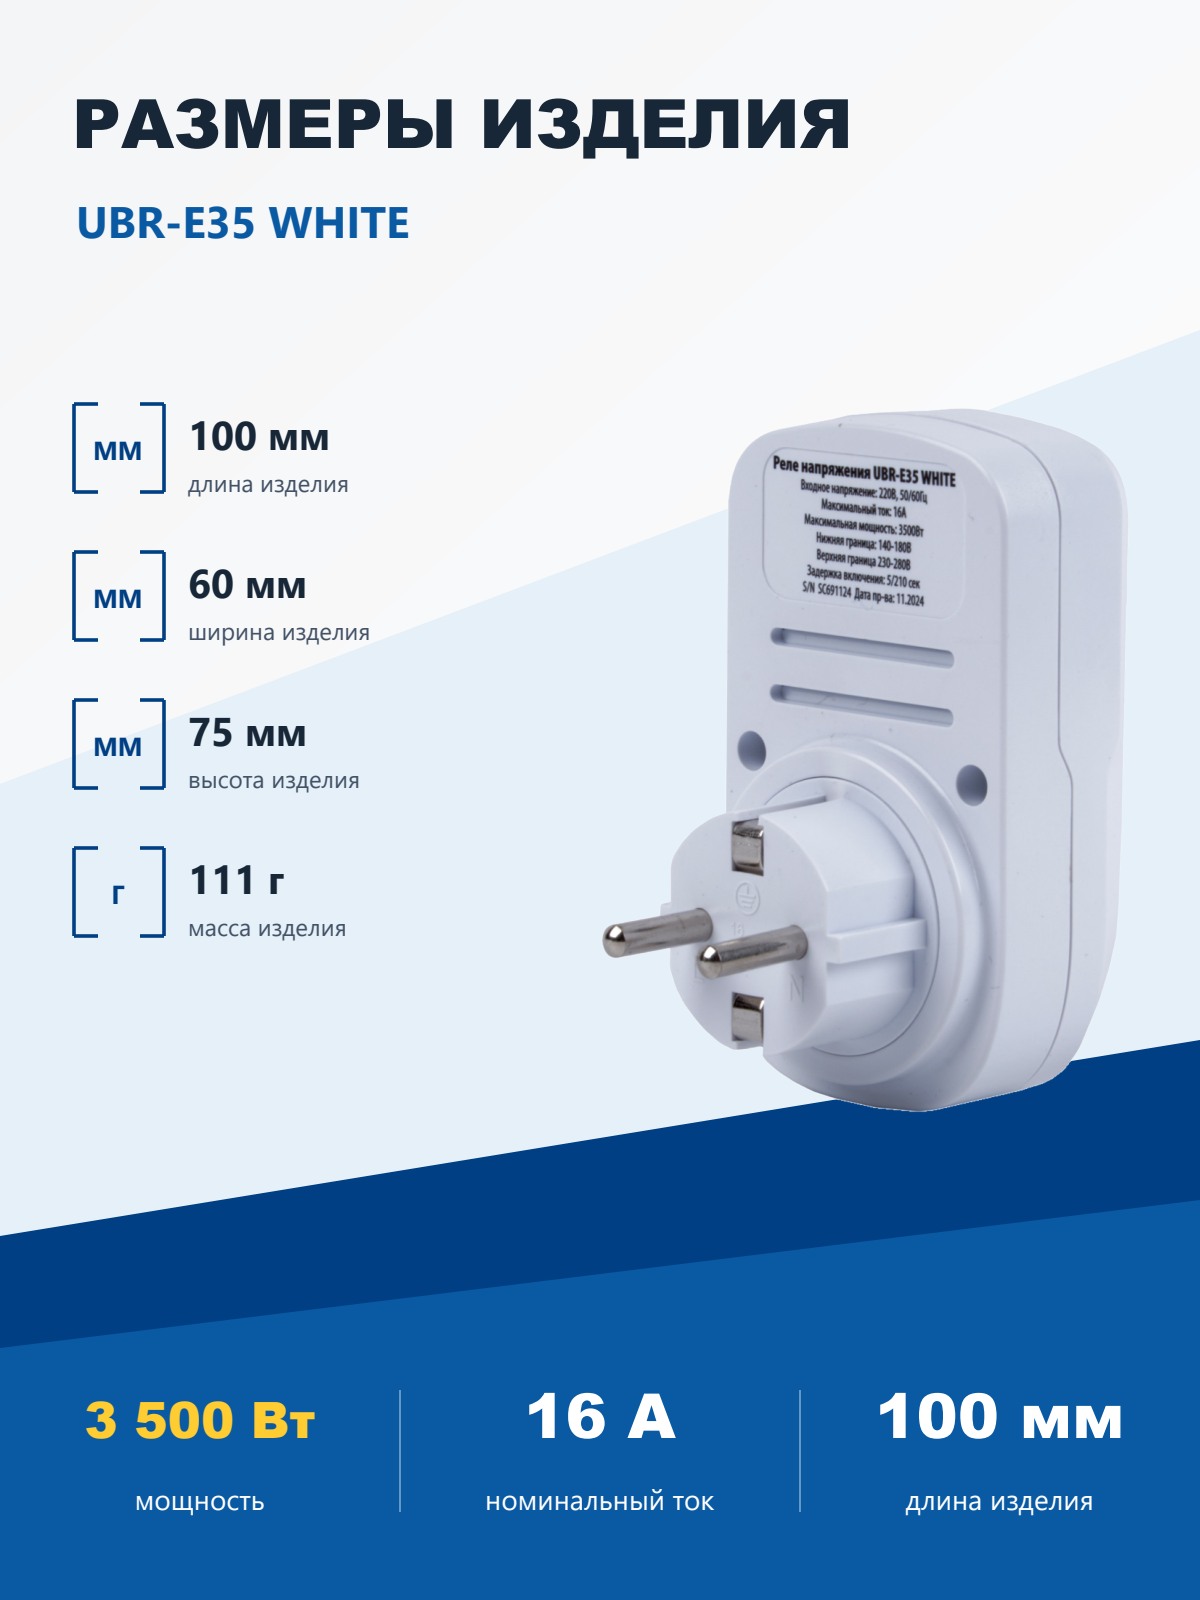 РАЗМЕРЫ ИЗДЕЛИЯ
UBR-E35 WHITE
мм
100 мм
длина изделия
мм
60 мм
ширина изделия
мм
75 мм
высота изделия
г
111 г
масса изделия
Реле напряжения UBR-E35 WHITE
Входное напряжение: 220В, 50/60Гц
Максимальный ток: 16А
Максимальная мощность: 3500Вт
Нижняя граница: 140-180В
Верхняя граница 230-280В
Задержка включения: 5/210 сек
S/N SC691124 Дата пр-ва: 11.2024
N
3 500 Вт
мощность
16 А
номинальный ток
100 мм
длина изделия